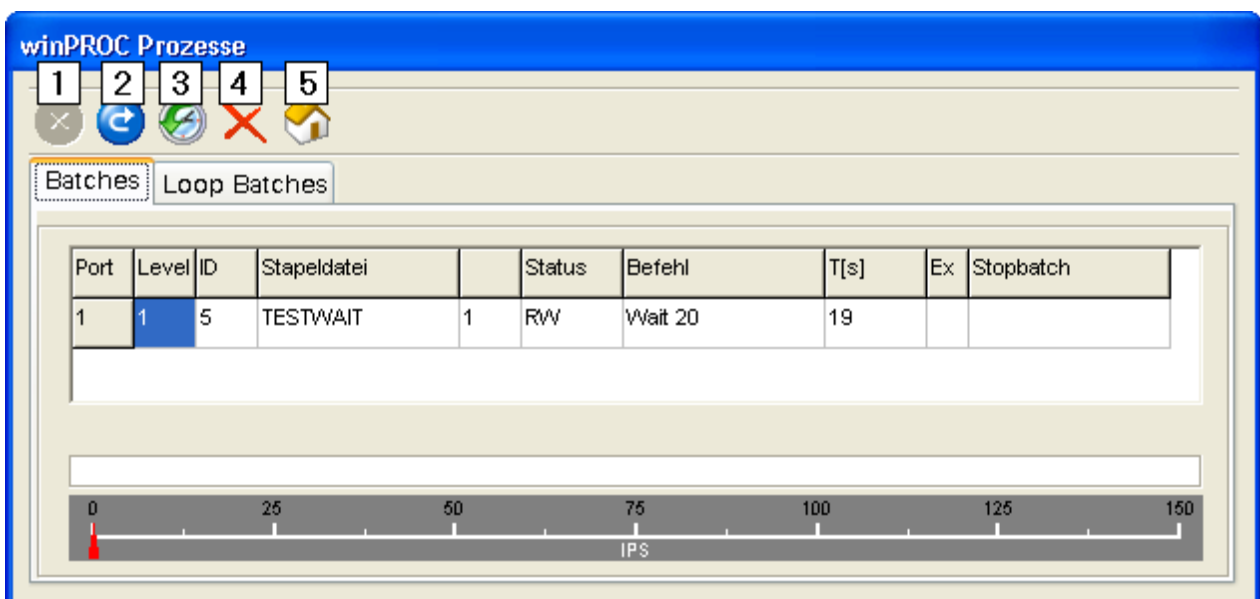 winPROC Prozesse
1 2 3 4 5
Batches Loop Batches
Port Level ID Stapeldatei Status Befehl T[s] Ex Stopbatch
1 1 5 TESTWAIT 1 RW Wait 20 19
0 25 50 75 100 125 150
IPS